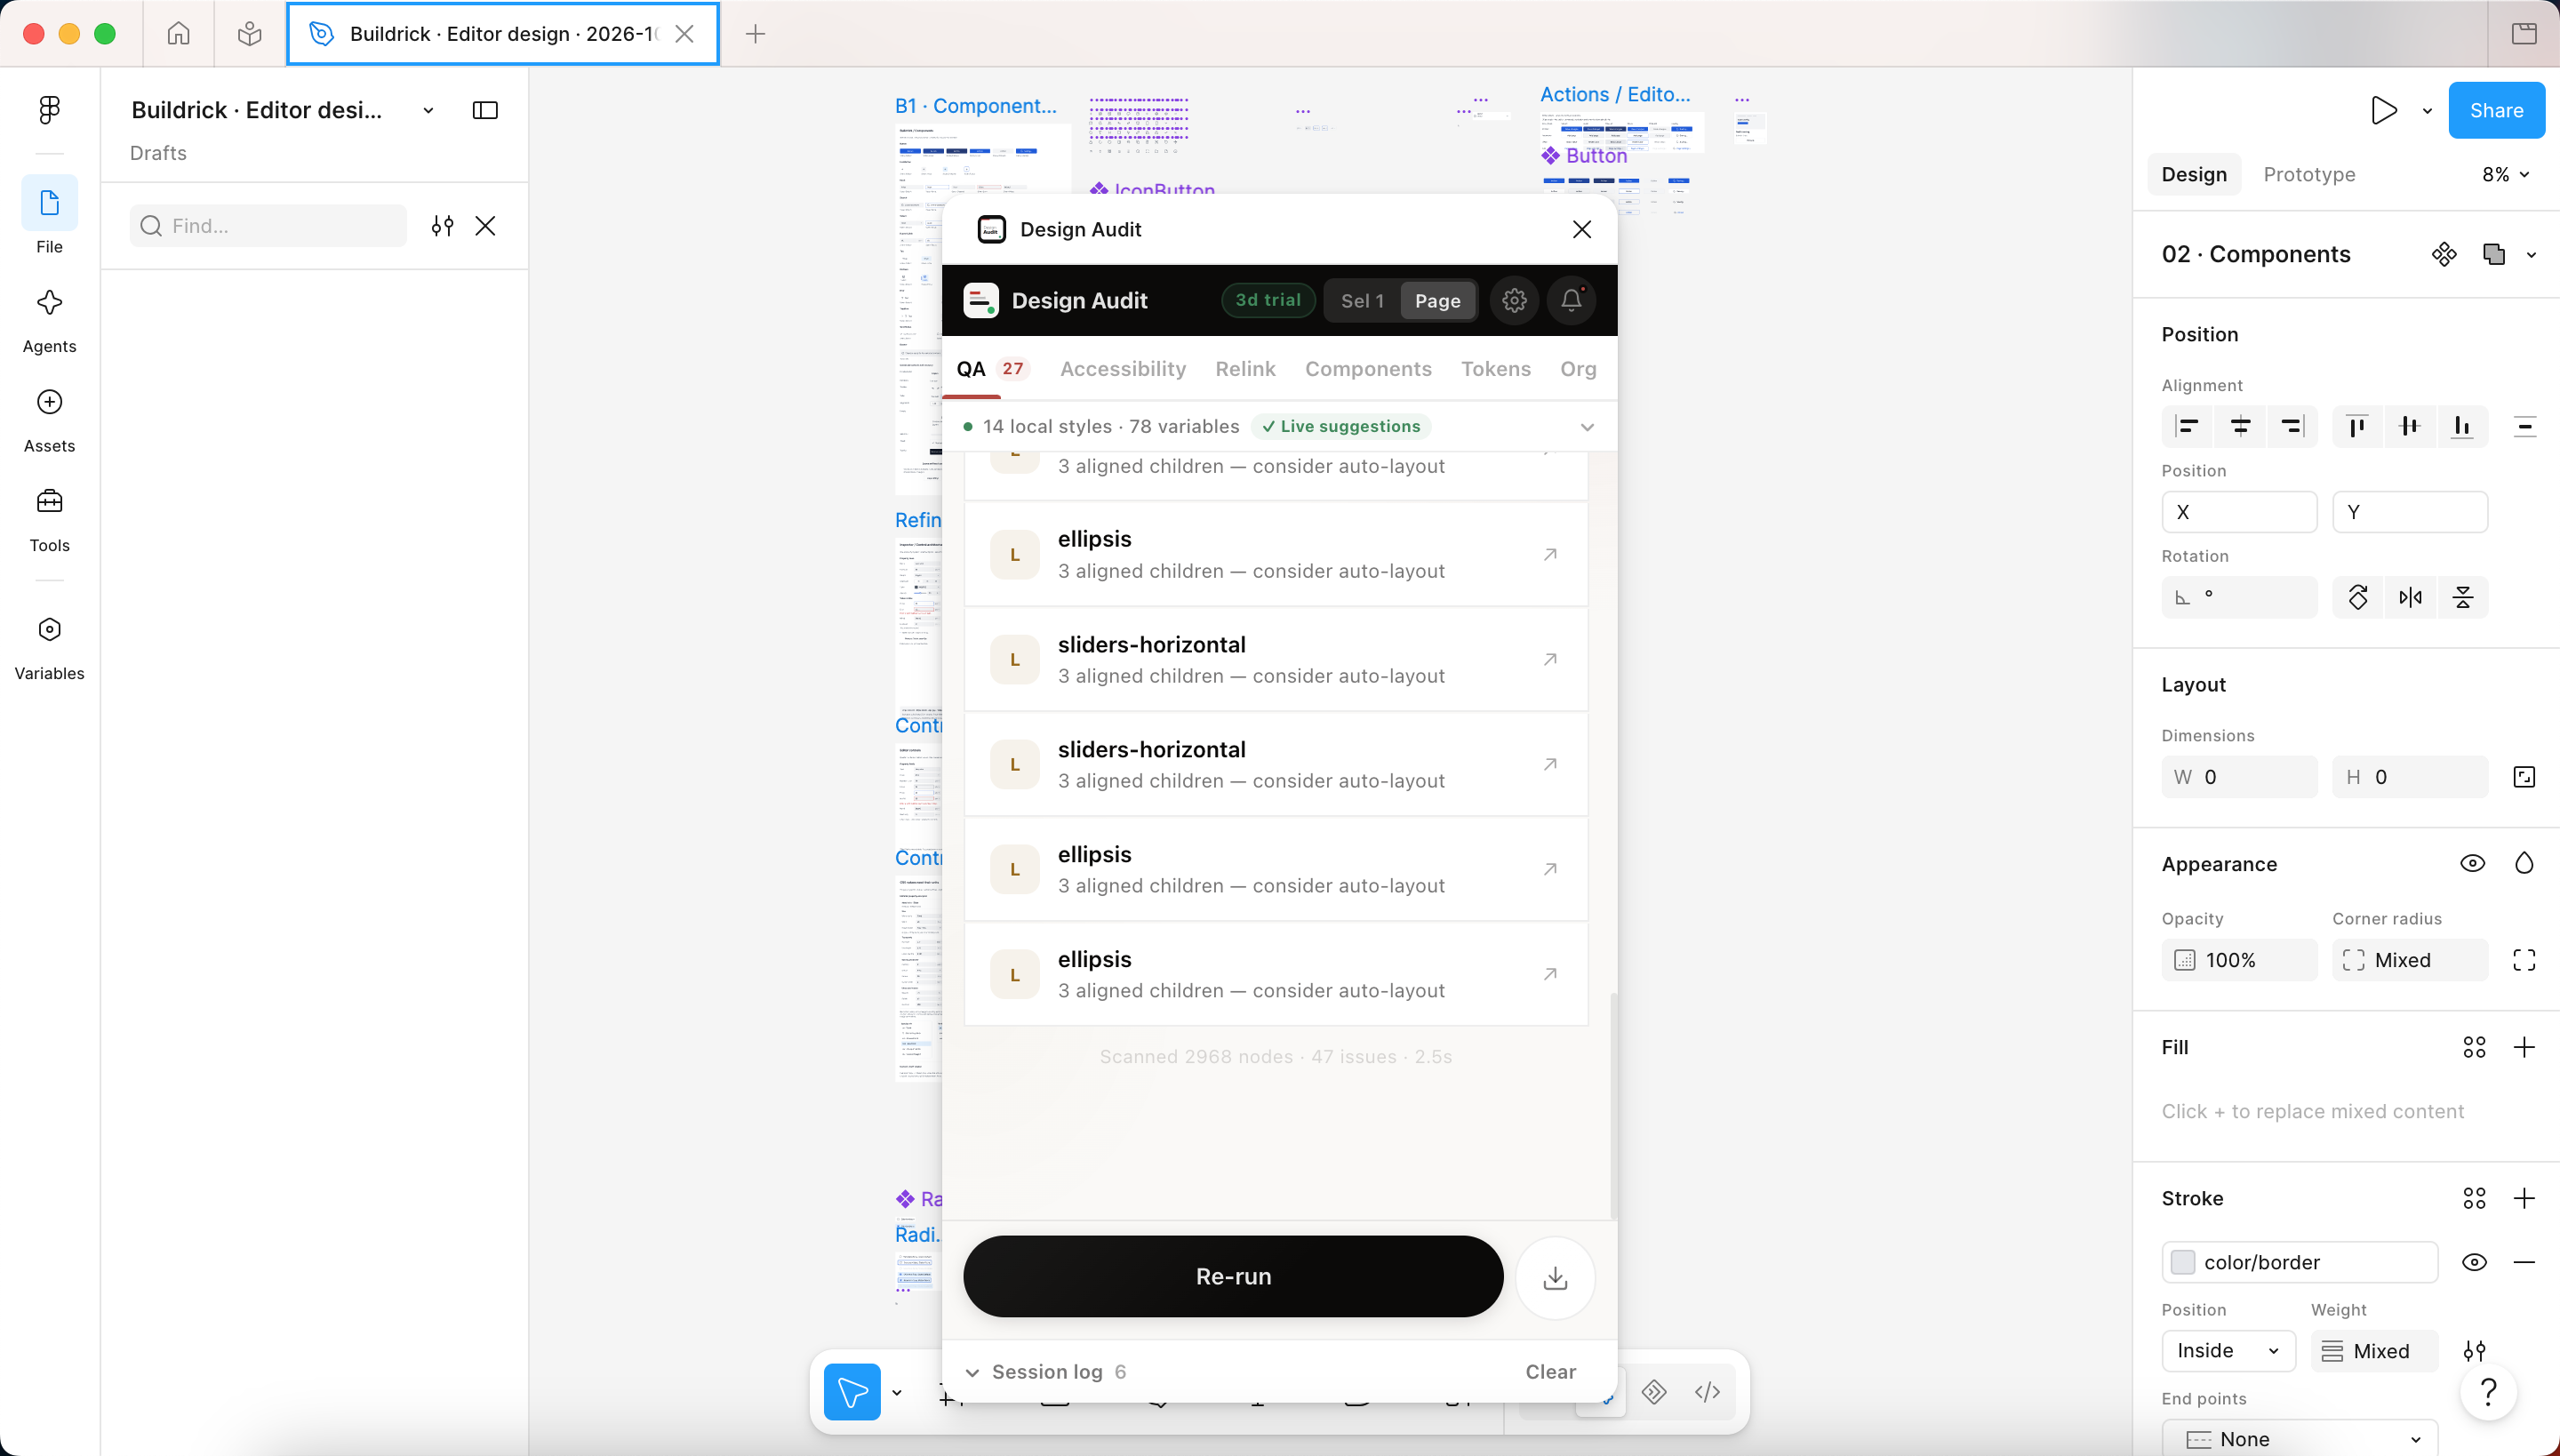 Buildrick · Editor design · 2026-1
Buildrick · Editor desi...
Drafts
Find...
File
Agents
Assets
Tools
Variables
B1 · Component...
IconButton
Actions / Edito...
Button
Refin
Contr
Contr
Ra
Radi...
Design Audit
Design Audit
3d trial
Sel 1
Page
QA 27
Accessibility
Relink
Components
Tokens
Org
14 local styles · 78 variables
✓ Live suggestions
L
3 aligned children — consider auto-layout
L
ellipsis
3 aligned children — consider auto-layout
L
sliders-horizontal
3 aligned children — consider auto-layout
L
sliders-horizontal
3 aligned children — consider auto-layout
L
ellipsis
3 aligned children — consider auto-layout
L
ellipsis
3 aligned children — consider auto-layout
Scanned 2968 nodes · 47 issues · 2.5s
Re-run
Session log 6
Clear
Share
Design
Prototype
8%
02 · Components
Position
Alignment
Position
X
Y
Rotation
°
Layout
Dimensions
W 0
H 0
Appearance
Opacity
Corner radius
100%
Mixed
Fill
Click + to replace mixed content
Stroke
color/border
Position
Weight
Inside
Mixed
End points
None
?